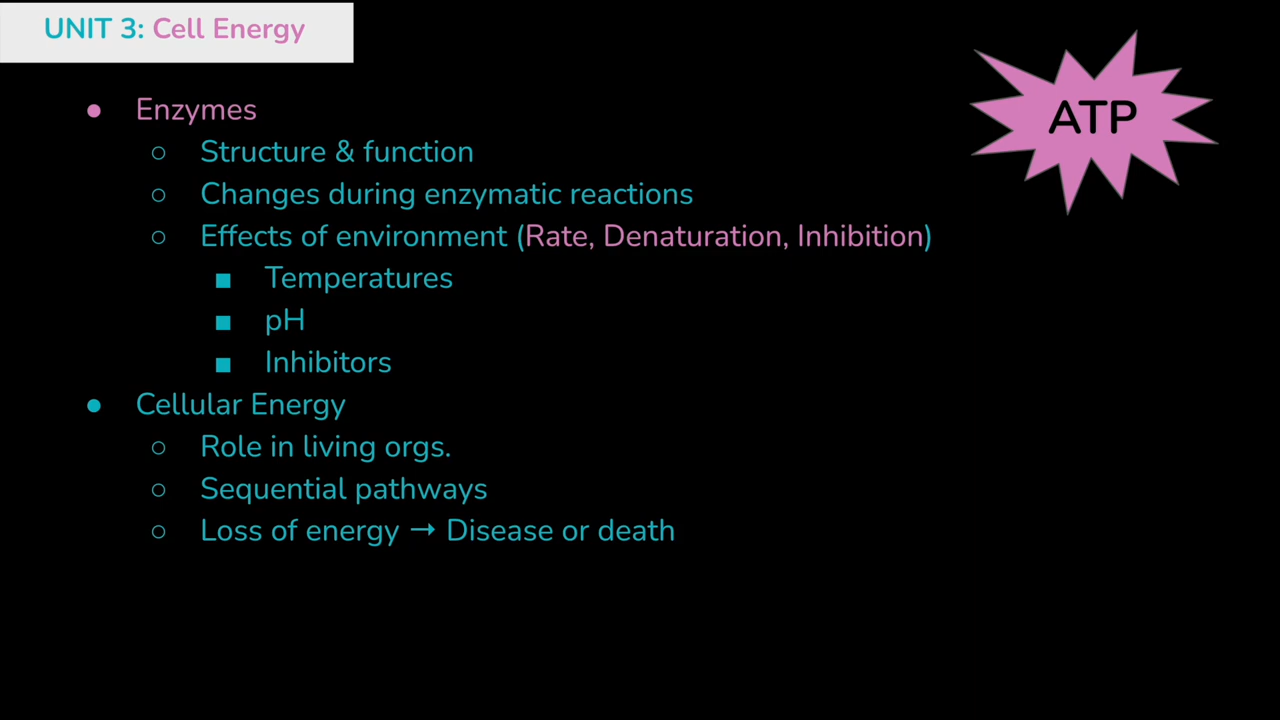 UNIT 3: Cell Energy
ATP
● Enzymes
○ Structure & function
○ Changes during enzymatic reactions
○ Effects of environment (Rate, Denaturation, Inhibition)
■ Temperatures
■ pH
■ Inhibitors
● Cellular Energy
○ Role in living orgs.
○ Sequential pathways
○ Loss of energy → Disease or death